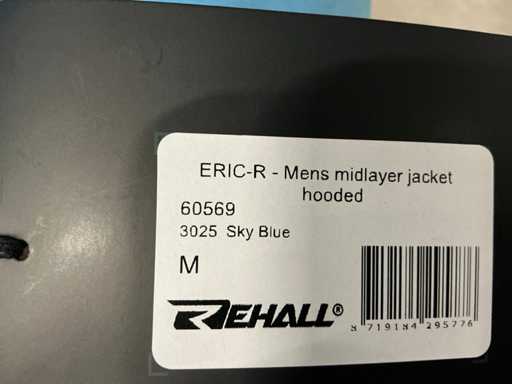 ERIC-R - Mens midlayer jacket
hooded
60569
3025 Sky Blue
M
REHALL®
8 719184 295776